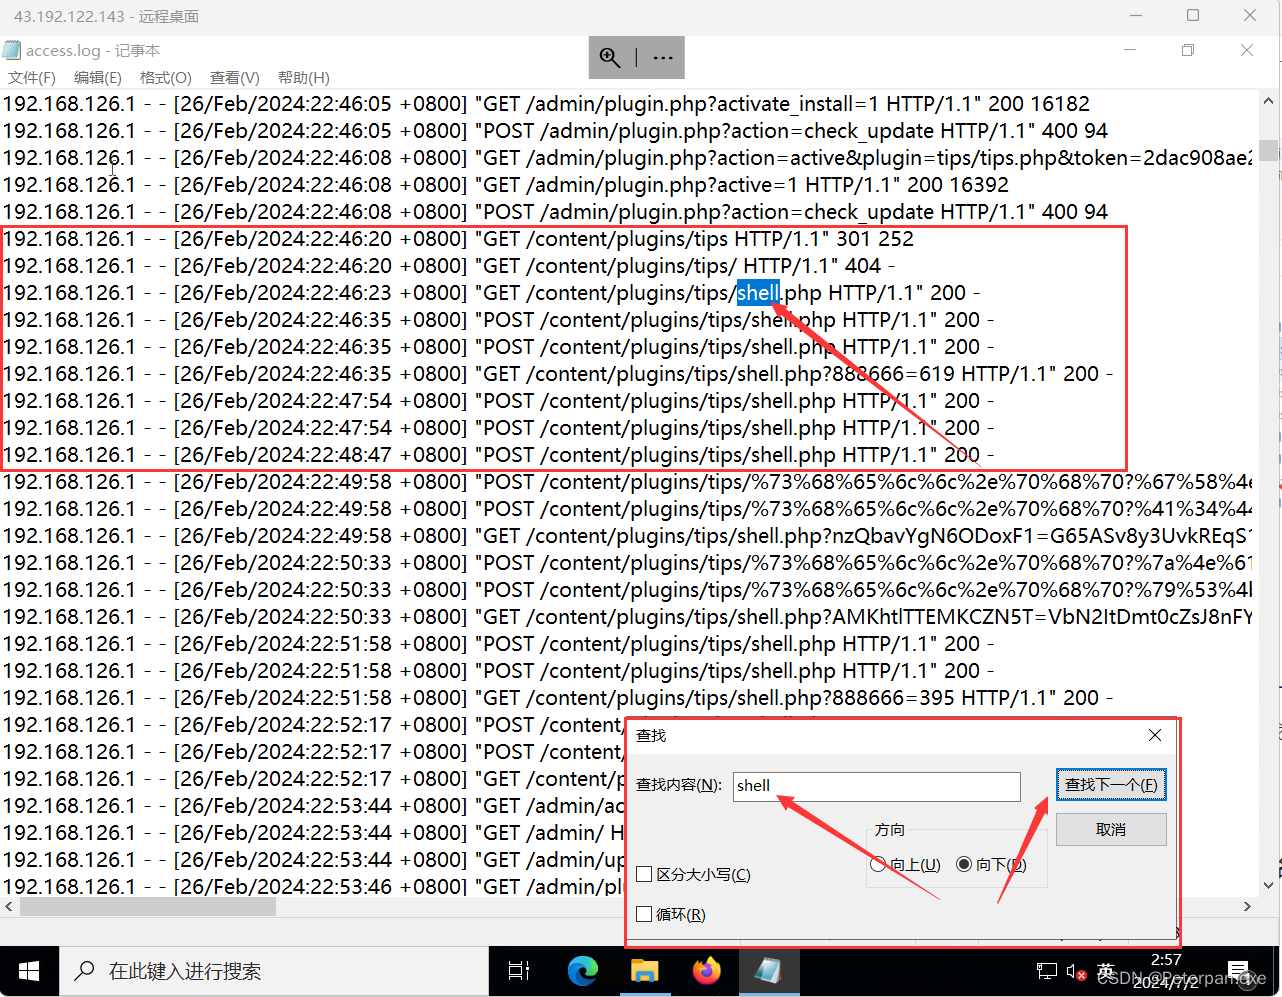 43.192.122.143 - 远程桌面
access.log - 记事本
文件(F) 编辑(E) 格式(O) 查看(V) 帮助(H)
192.168.126.1 - - [26/Feb/2024:22:46:05 +0800] "GET /admin/plugin.php?activate_install=1 HTTP/1.1" 200 16182
192.168.126.1 - - [26/Feb/2024:22:46:05 +0800] "POST /admin/plugin.php?action=check_update HTTP/1.1" 400 94
192.168.126.1 - - [26/Feb/2024:22:46:08 +0800] "GET /admin/plugin.php?action=active&plugin=tips/tips.php&token=2dac908ae2
192.168.126.1 - - [26/Feb/2024:22:46:08 +0800] "GET /admin/plugin.php?active=1 HTTP/1.1" 200 16392
192.168.126.1 - - [26/Feb/2024:22:46:08 +0800] "POST /admin/plugin.php?action=check_update HTTP/1.1" 400 94
192.168.126.1 - - [26/Feb/2024:22:46:20 +0800] "GET /content/plugins/tips HTTP/1.1" 301 252
192.168.126.1 - - [26/Feb/2024:22:46:20 +0800] "GET /content/plugins/tips/ HTTP/1.1" 404 -
192.168.126.1 - - [26/Feb/2024:22:46:23 +0800] "GET /content/plugins/tips/shell.php HTTP/1.1" 200 -
192.168.126.1 - - [26/Feb/2024:22:46:35 +0800] "POST /content/plugins/tips/shell.php HTTP/1.1" 200 -
192.168.126.1 - - [26/Feb/2024:22:46:35 +0800] "POST /content/plugins/tips/shell.php HTTP/1.1" 200 -
192.168.126.1 - - [26/Feb/2024:22:46:35 +0800] "GET /content/plugins/tips/shell.php?888666=619 HTTP/1.1" 200 -
192.168.126.1 - - [26/Feb/2024:22:47:54 +0800] "POST /content/plugins/tips/shell.php HTTP/1.1" 200 -
192.168.126.1 - - [26/Feb/2024:22:47:54 +0800] "POST /content/plugins/tips/shell.php HTTP/1.1" 200 -
192.168.126.1 - - [26/Feb/2024:22:48:47 +0800] "POST /content/plugins/tips/shell.php HTTP/1.1" 200 -
192.168.126.1 - - [26/Feb/2024:22:49:58 +0800] "POST /content/plugins/tips/%73%68%65%6c%6c%2e%70%68%70?%67%58%4e
192.168.126.1 - - [26/Feb/2024:22:49:58 +0800] "POST /content/plugins/tips/%73%68%65%6c%6c%2e%70%68%70?%41%34%44
192.168.126.1 - - [26/Feb/2024:22:49:58 +0800] "GET /content/plugins/tips/shell.php?nzQbavYgN6ODoxF1=G65ASv8y3UvkREqS1
192.168.126.1 - - [26/Feb/2024:22:50:33 +0800] "POST /content/plugins/tips/%73%68%65%6c%6c%2e%70%68%70?%7a%4e%61
192.168.126.1 - - [26/Feb/2024:22:50:33 +0800] "POST /content/plugins/tips/%73%68%65%6c%6c%2e%70%68%70?%79%53%4b
192.168.126.1 - - [26/Feb/2024:22:50:33 +0800] "GET /content/plugins/tips/shell.php?AMKhtlTTEMKCZN5T=VbN2ItDmt0cZsJ8nFY
192.168.126.1 - - [26/Feb/2024:22:51:58 +0800] "POST /content/plugins/tips/shell.php HTTP/1.1" 200 -
192.168.126.1 - - [26/Feb/2024:22:51:58 +0800] "POST /content/plugins/tips/shell.php HTTP/1.1" 200 -
192.168.126.1 - - [26/Feb/2024:22:51:58 +0800] "GET /content/plugins/tips/shell.php?888666=395 HTTP/1.1" 200 -
192.168.126.1 - - [26/Feb/2024:22:52:17 +0800] "POST /content/
192.168.126.1 - - [26/Feb/2024:22:52:17 +0800] "POST /content/
192.168.126.1 - - [26/Feb/2024:22:52:17 +0800] "GET /content/p
192.168.126.1 - - [26/Feb/2024:22:53:44 +0800] "GET /admin/ac
192.168.126.1 - - [26/Feb/2024:22:53:44 +0800] "GET /admin/ H
192.168.126.1 - - [26/Feb/2024:22:53:44 +0800] "GET /admin/up
192.168.126.1 - - [26/Feb/2024:22:53:46 +0800] "GET /admin/plu
查找
查找内容(N): shell
查找下一个(F)
取消
方向
向上(U) 向下(D)
区分大小写(C)
循环(R)
在此键入进行搜索
英
2:57
2024/7/2
1
CSDN @Peterpan.exe